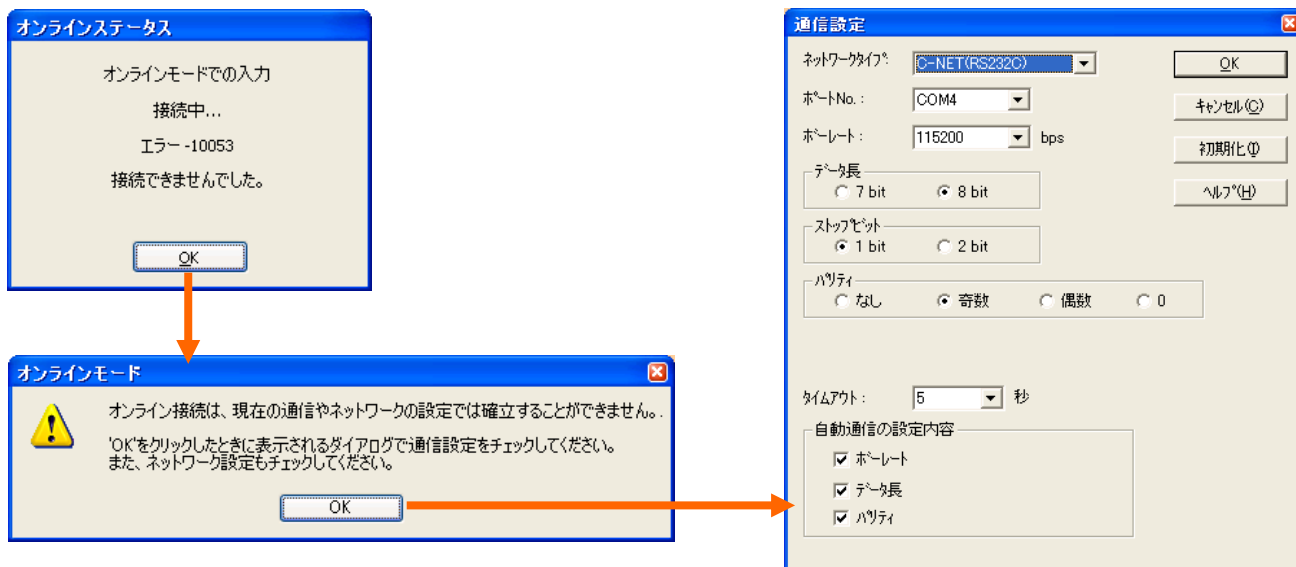 オンラインステータス
オンラインモードでの入力
接続中...
エラー -10053
接続できませんでした。
OK
オンラインモード
オンライン接続は、現在の通信やネットワークの設定では確立することができません。.
'OK'をクリックしたときに表示されるダイアログで通信設定をチェックしてください。
また、ネットワーク設定もチェックしてください。
OK
通信設定
ネットワークタイプ: C-NET(RS232C)
OK
ポートNo.: COM4
キャンセル(C)
ボーレート: 115200 bps
初期化(I)
データ長
7 bit 8 bit
ヘルプ(H)
ストップビット
1 bit 2 bit
パリティ
なし 奇数 偶数 0
タイムアウト: 5 秒
自動通信の設定内容
ボーレート
データ長
パリティ